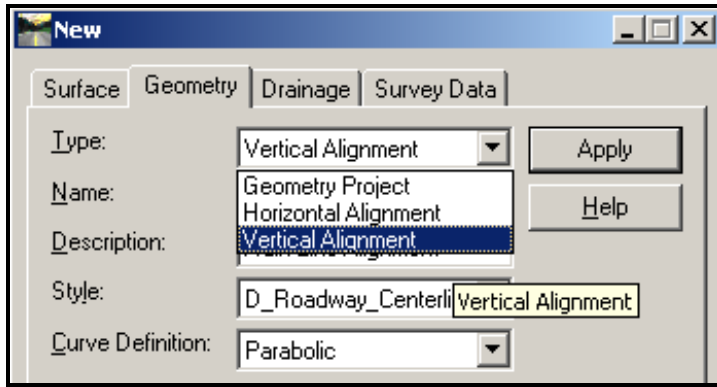 New
Surface Geometry Drainage Survey Data
Type: Vertical Alignment Apply
Geometry Project
Name: Horizontal Alignment Help
Vertical Alignment
Description:
Style: D_Roadway_Centerli Vertical Alignment
Curve Definition: Parabolic